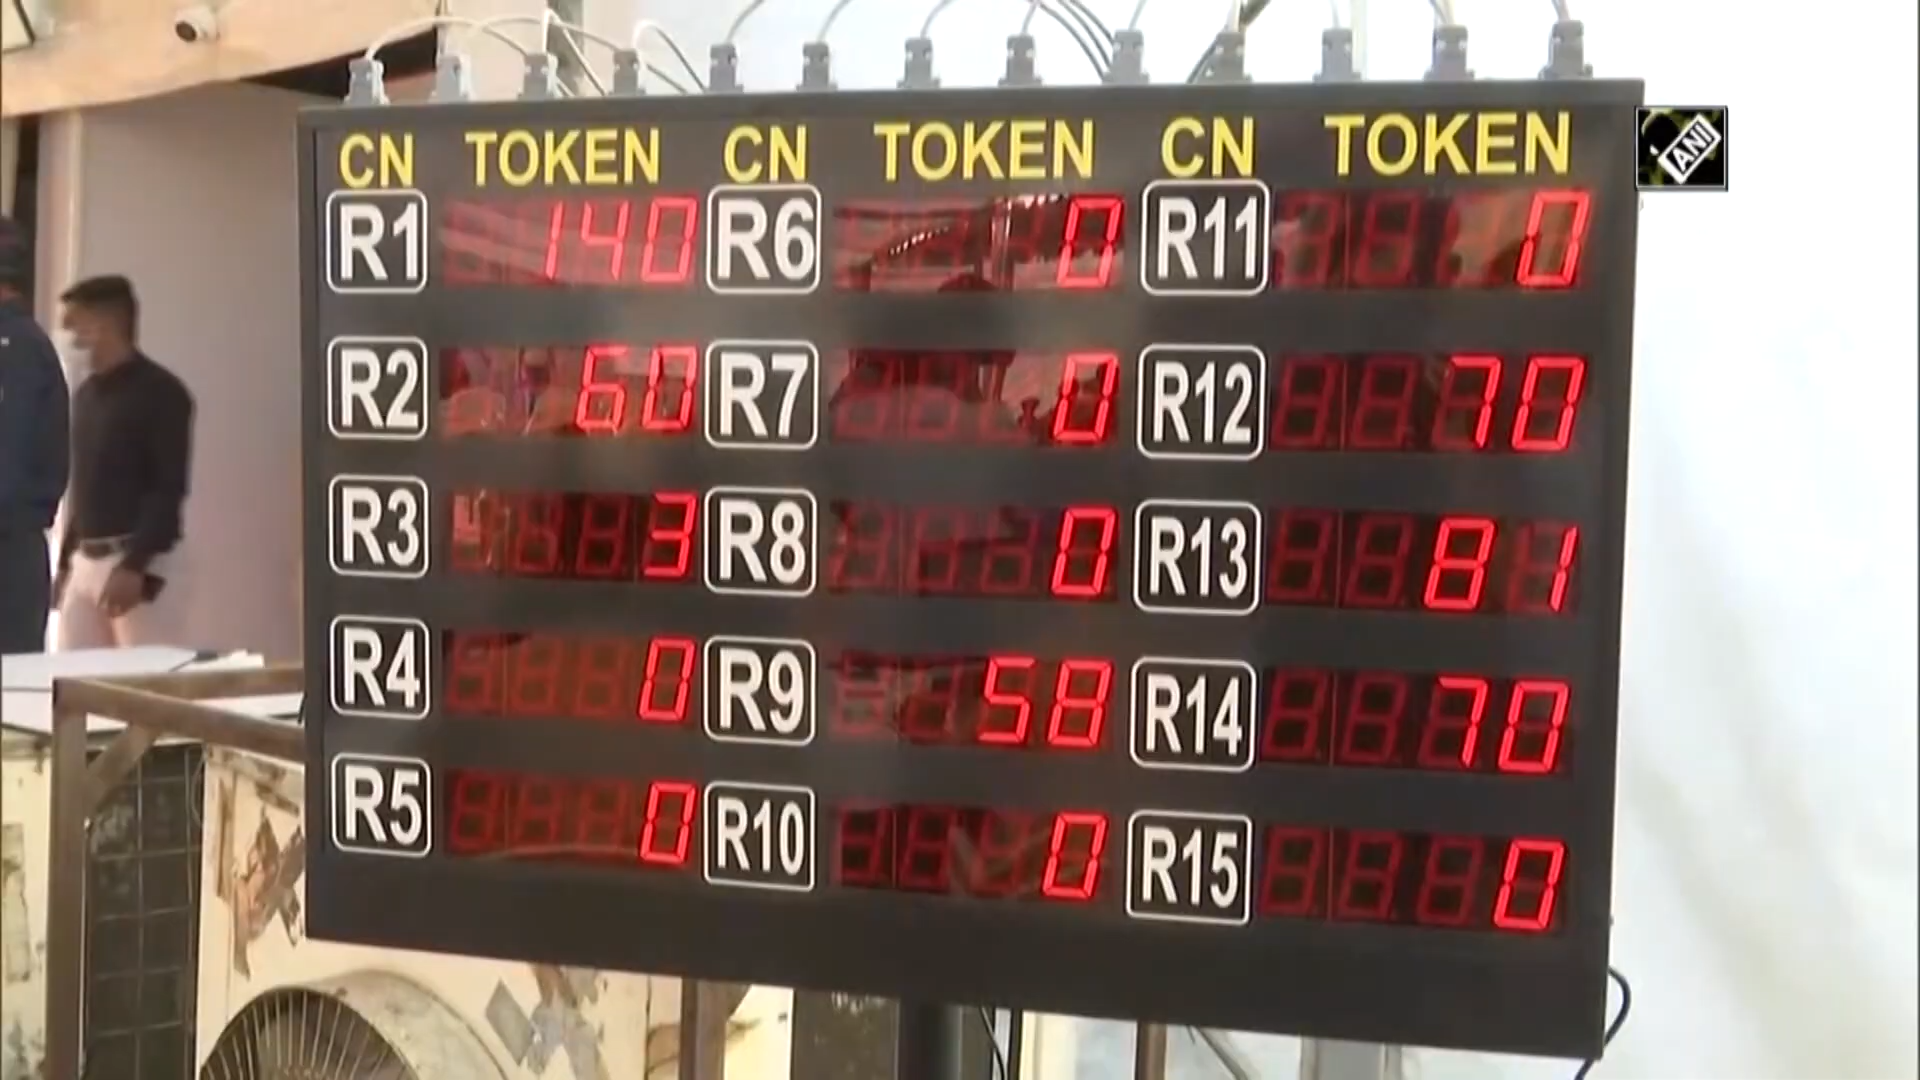 CN TOKEN CN TOKEN CN TOKEN
R1 140 R6 0 R11 0
R2 60 R7 0 R12 70
R3 3 R8 0 R13 81
R4 0 R9 58 R14 70
R5 0 R10 0 R15 0
ANI